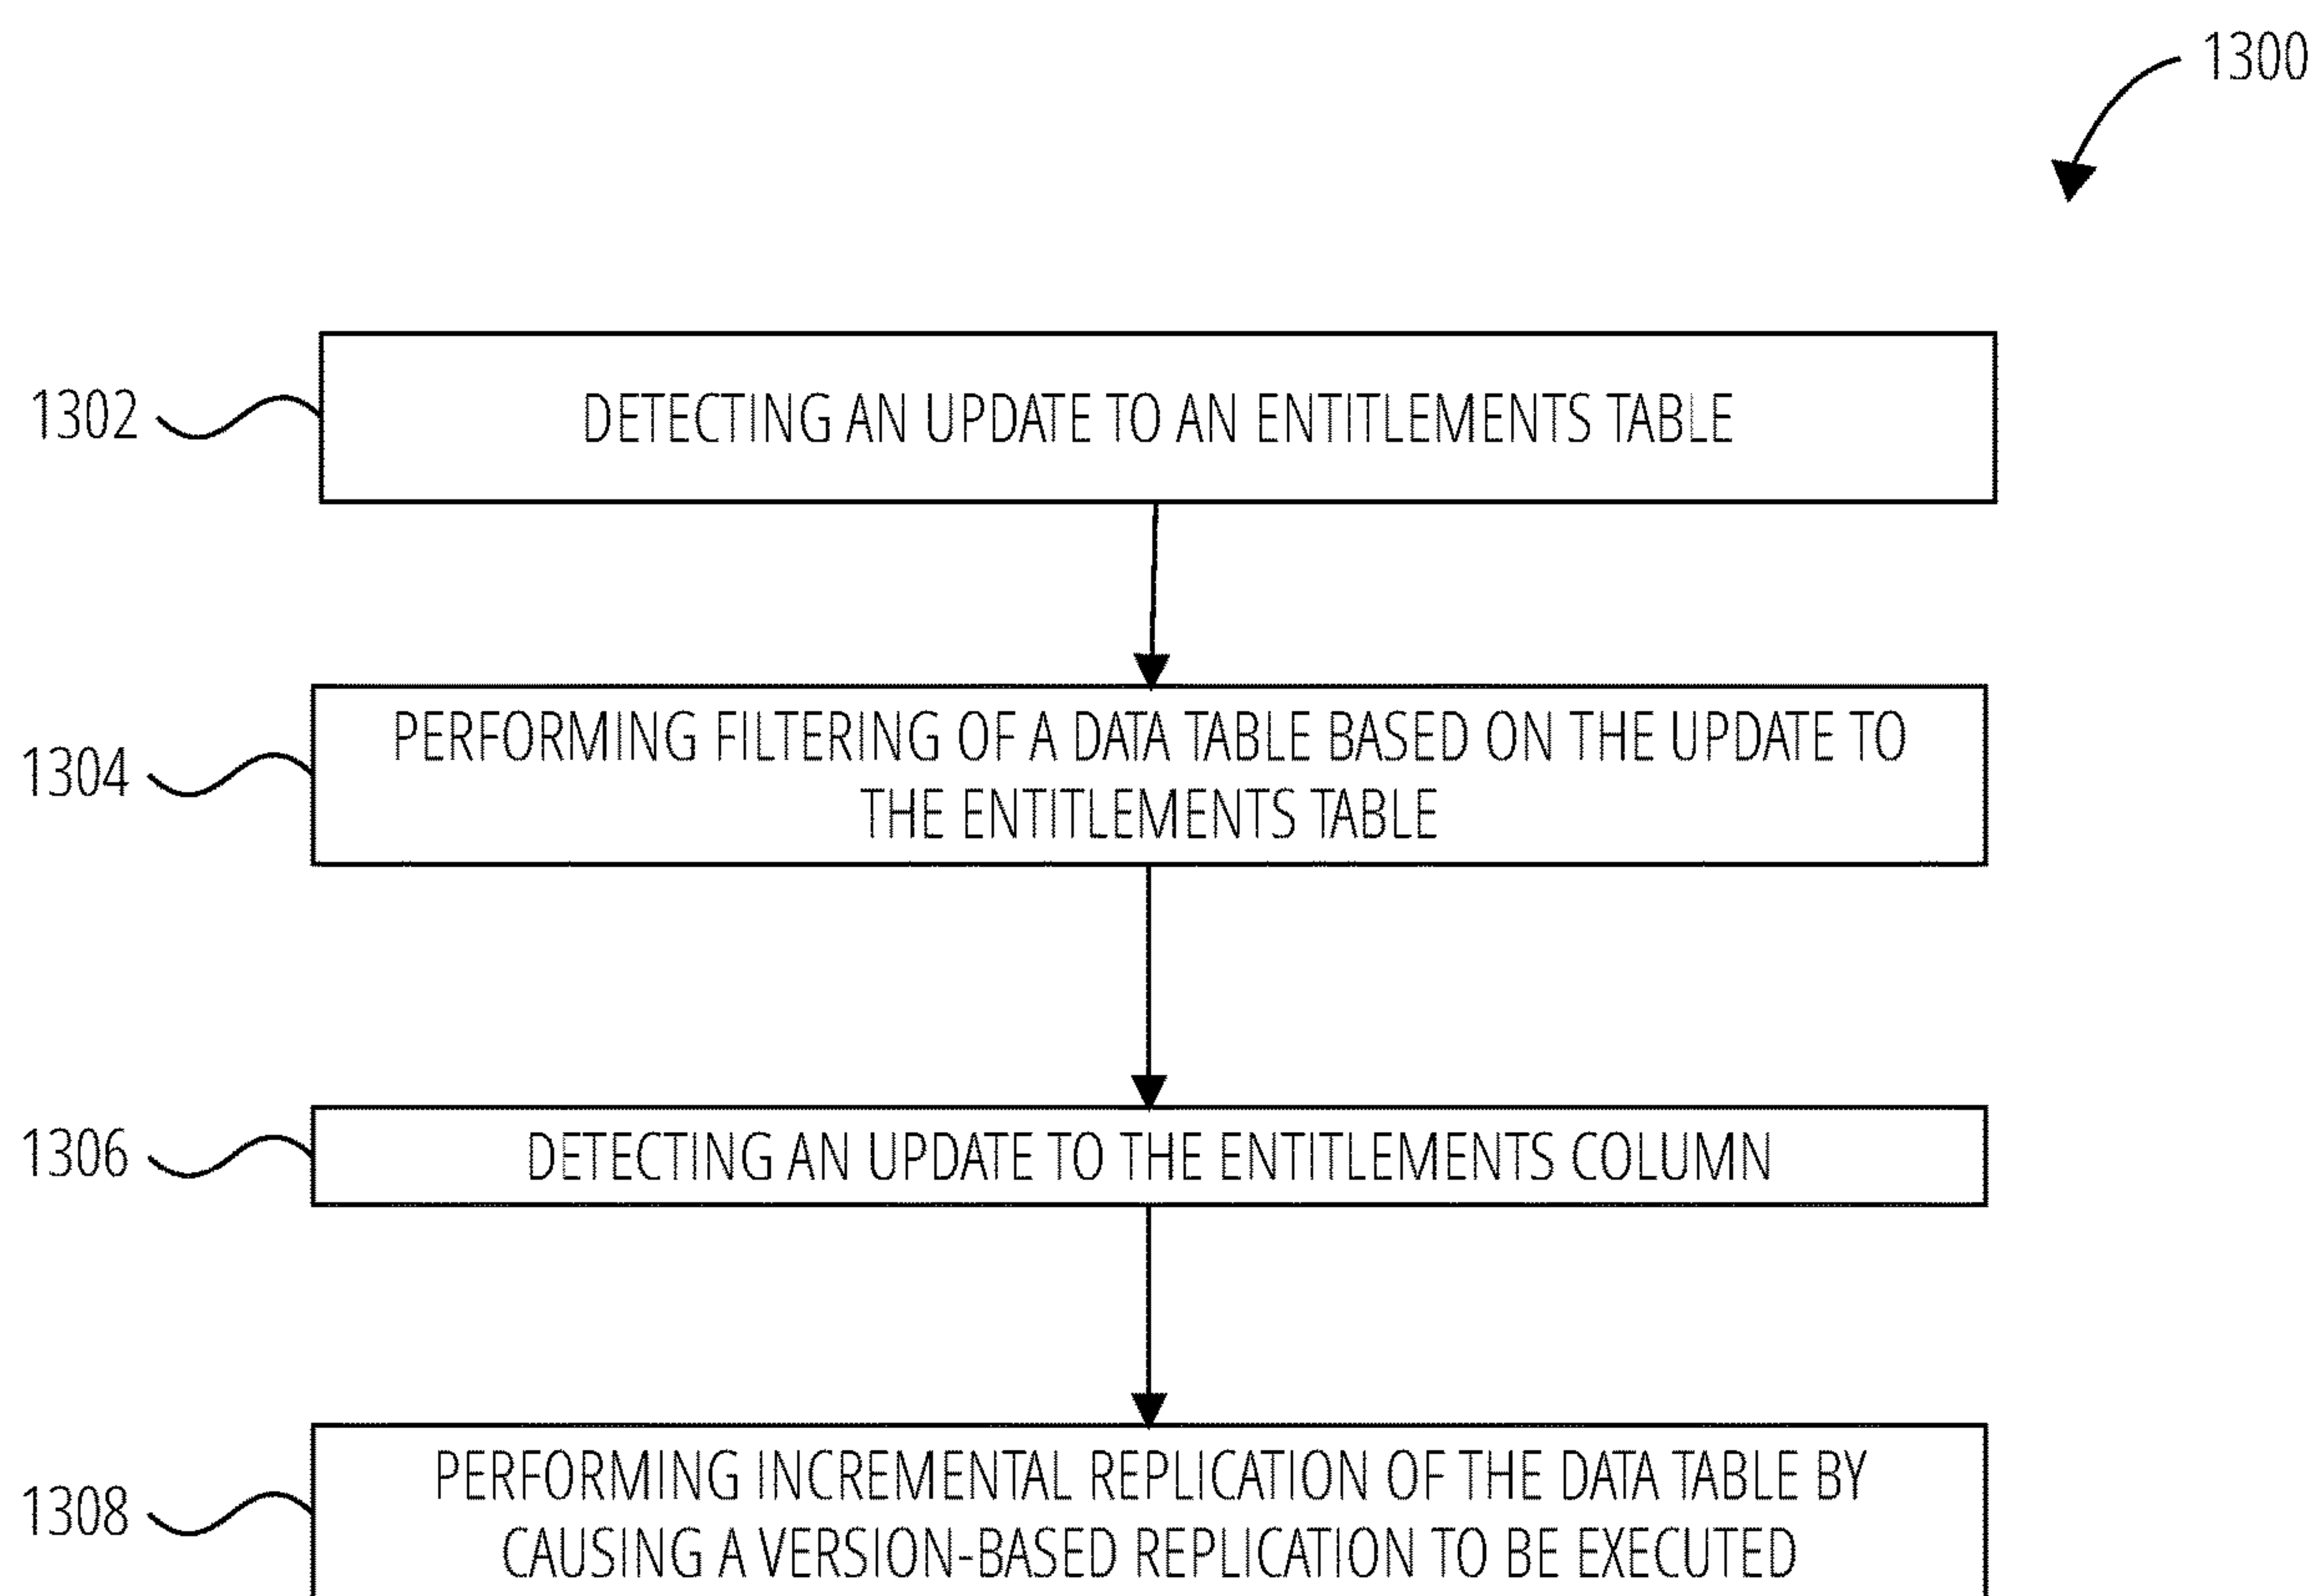 1300
1302
DETECTING AN UPDATE TO AN ENTITLEMENTS TABLE
1304
PERFORMING FILTERING OF A DATA TABLE BASED ON THE UPDATE TO
THE ENTITLEMENTS TABLE
1306
DETECTING AN UPDATE TO THE ENTITLEMENTS COLUMN
1308
PERFORMING INCREMENTAL REPLICATION OF THE DATA TABLE BY
CAUSING A VERSION-BASED REPLICATION TO BE EXECUTED